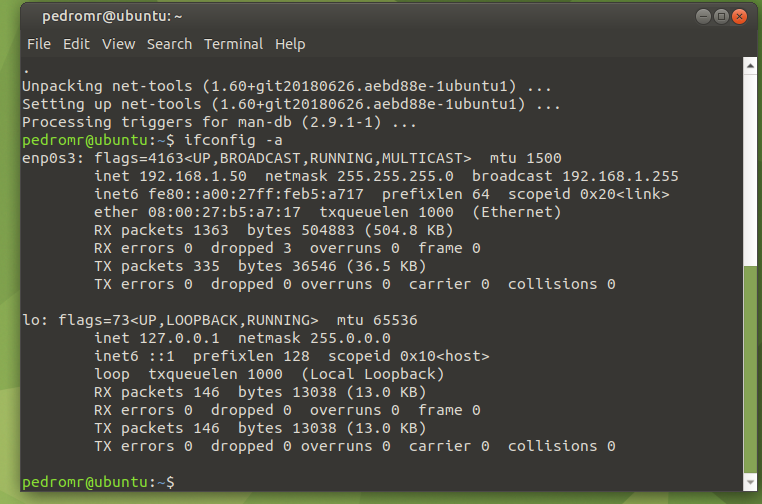 pedromr@ubuntu: ~
File Edit View Search Terminal Help
.
Unpacking net-tools (1.60+git20180626.aebd88e-1ubuntu1) ...
Setting up net-tools (1.60+git20180626.aebd88e-1ubuntu1) ...
Processing triggers for man-db (2.9.1-1) ...
pedromr@ubuntu:~$ ifconfig -a
enp0s3: flags=4163<UP,BROADCAST,RUNNING,MULTICAST>  mtu 1500
        inet 192.168.1.50  netmask 255.255.255.0  broadcast 192.168.1.255
        inet6 fe80::a00:27ff:feb5:a717  prefixlen 64  scopeid 0x20<link>
        ether 08:00:27:b5:a7:17  txqueuelen 1000  (Ethernet)
        RX packets 1363  bytes 504883 (504.8 KB)
        RX errors 0  dropped 3  overruns 0  frame 0
        TX packets 335  bytes 36546 (36.5 KB)
        TX errors 0  dropped 0 overruns 0  carrier 0  collisions 0

lo: flags=73<UP,LOOPBACK,RUNNING>  mtu 65536
        inet 127.0.0.1  netmask 255.0.0.0
        inet6 ::1  prefixlen 128  scopeid 0x10<host>
        loop  txqueuelen 1000  (Local Loopback)
        RX packets 146  bytes 13038 (13.0 KB)
        RX errors 0  dropped 0  overruns 0  frame 0
        TX packets 146  bytes 13038 (13.0 KB)
        TX errors 0  dropped 0 overruns 0  carrier 0  collisions 0

pedromr@ubuntu:~$